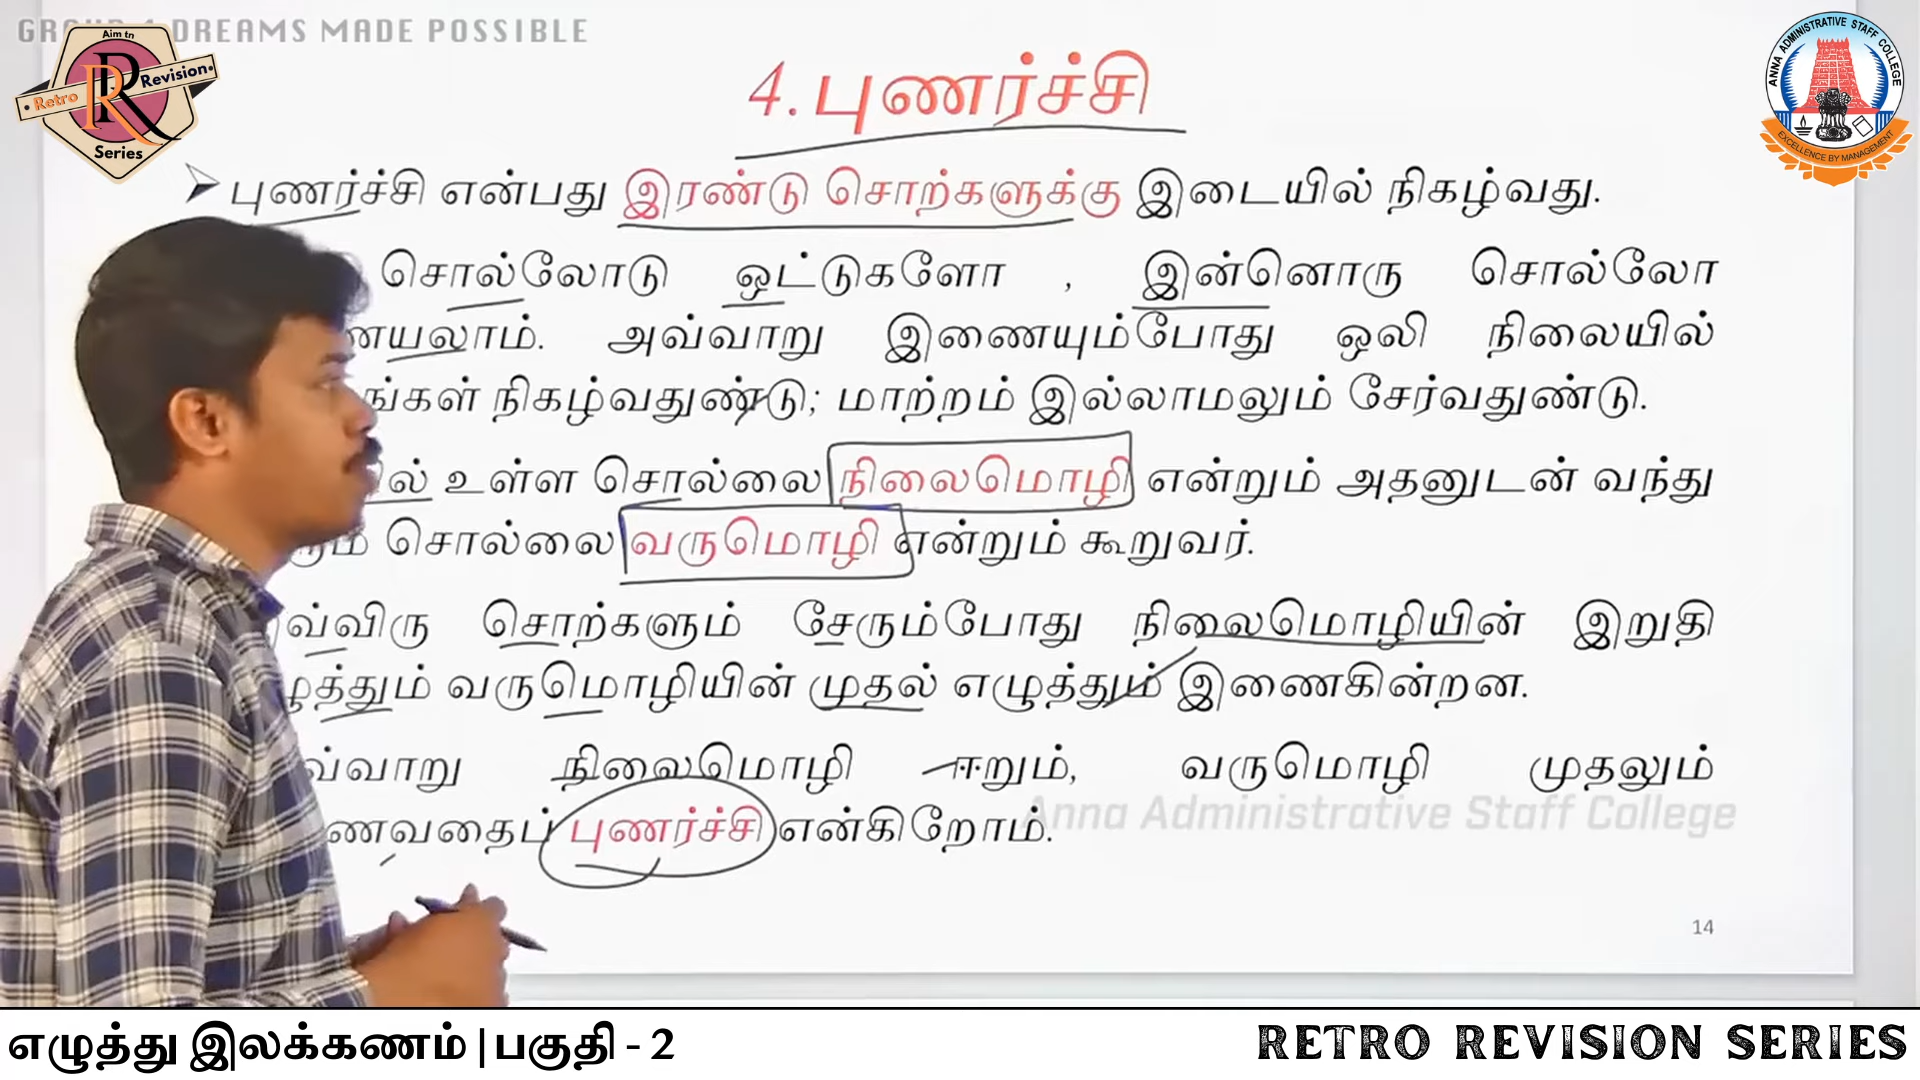 GR DREAMS MADE POSSIBLE
Aim tn
Retro RR Revision
Series
ANNA ADMINISTRATIVE STAFF COLLEGE
EXCELLENCE BY MANAGEMENT
4. புணர்ச்சி
➢ புணர்ச்சி என்பது இரண்டு சொற்களுக்கு இடையில் நிகழ்வது.
சொல்லோடு ஒட்டுகளோ , இன்னொரு சொல்லோ
அவ்வாறு இணையும்போது ஒலி நிலையில்
நிகழ்வதுண்டு; மாற்றம் இல்லாமலும் சேர்வதுண்டு.
உள்ள சொல்லை நிலைமொழி என்றும் அதனுடன் வந்து
சொல்லை வருமொழி என்றும் கூறுவர்.
சொற்களும் சேரும்போது நிலைமொழியின் இறுதி
வருமொழியின் முதல் எழுத்தும் இணைகின்றன.
நிலைமொழி ஈறும், வருமொழி முதலும்
புணர்ச்சி என்கிறோம்.
Anna Administrative Staff College
14
எழுத்து இலக்கணம் | பகுதி - 2
RETRO REVISION SERIES